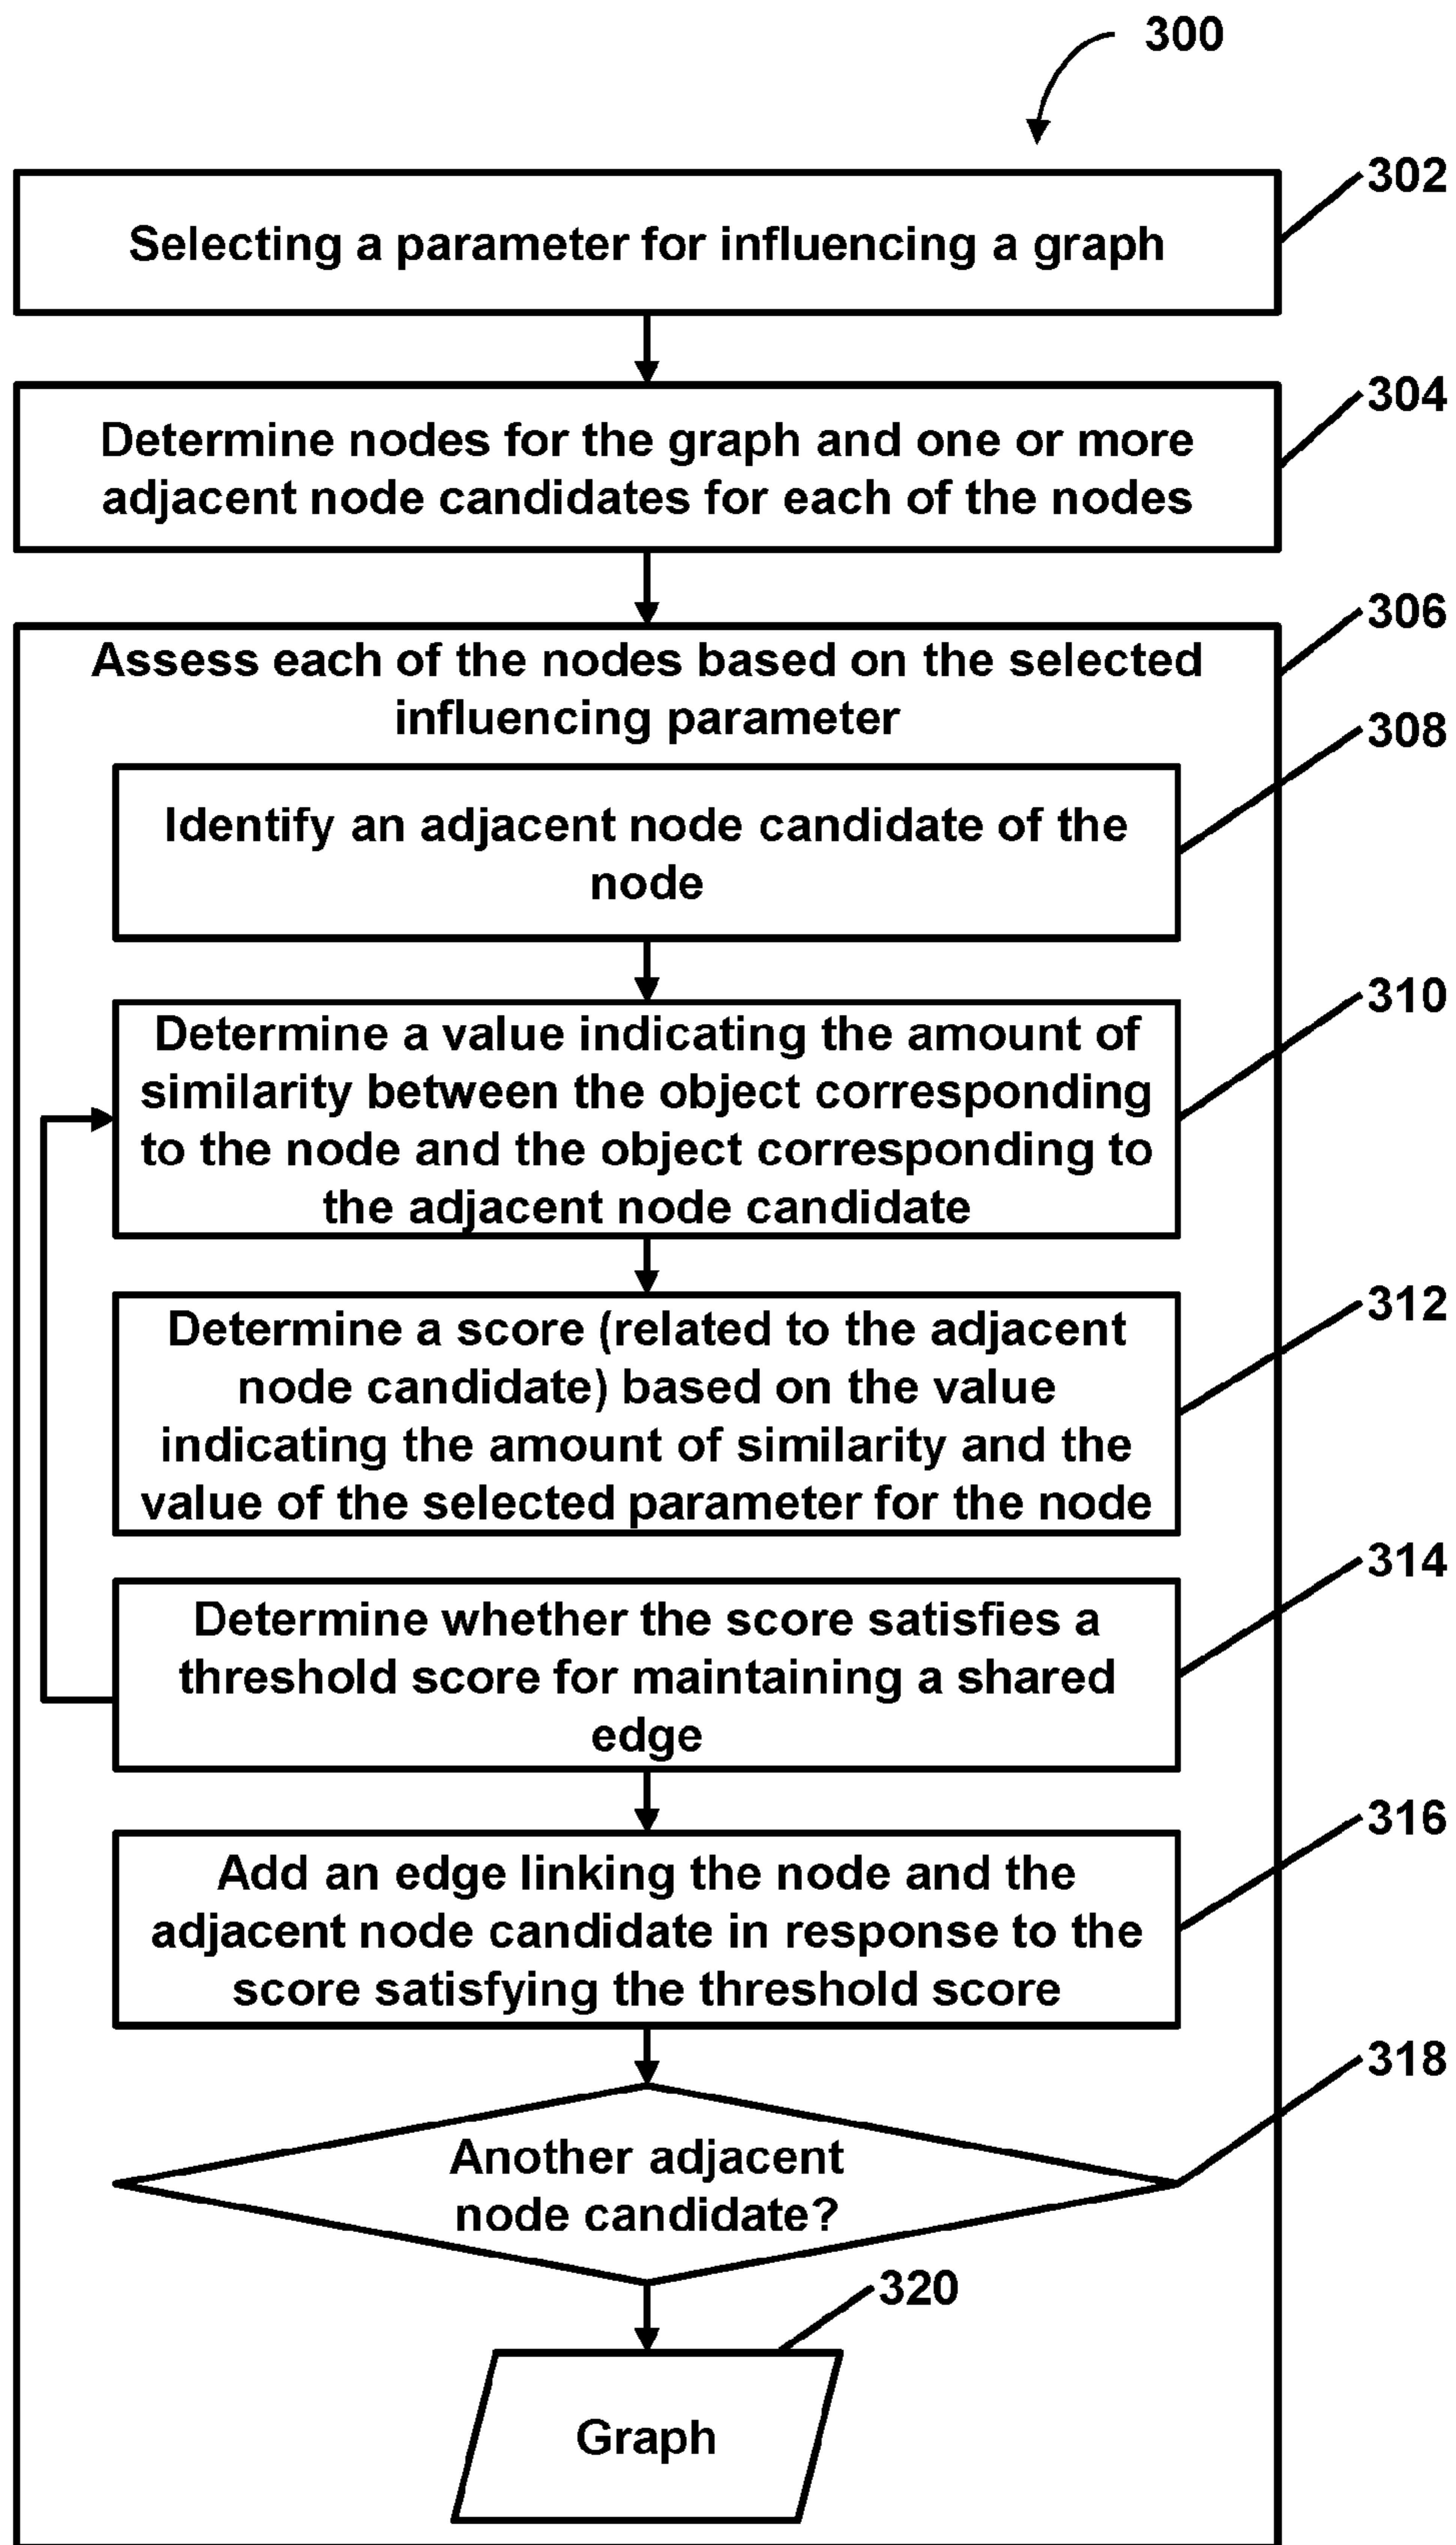 300
302
Selecting a parameter for influencing a graph
304
Determine nodes for the graph and one or more
adjacent node candidates for each of the nodes
306
Assess each of the nodes based on the selected
influencing parameter
308
Identify an adjacent node candidate of the
node
310
Determine a value indicating the amount of
similarity between the object corresponding
to the node and the object corresponding to
the adjacent node candidate
312
Determine a score (related to the adjacent
node candidate) based on the value
indicating the amount of similarity and the
value of the selected parameter for the node
314
Determine whether the score satisfies a
threshold score for maintaining a shared
edge
316
Add an edge linking the node and the
adjacent node candidate in response to the
score satisfying the threshold score
318
Another adjacent
node candidate?
320
Graph